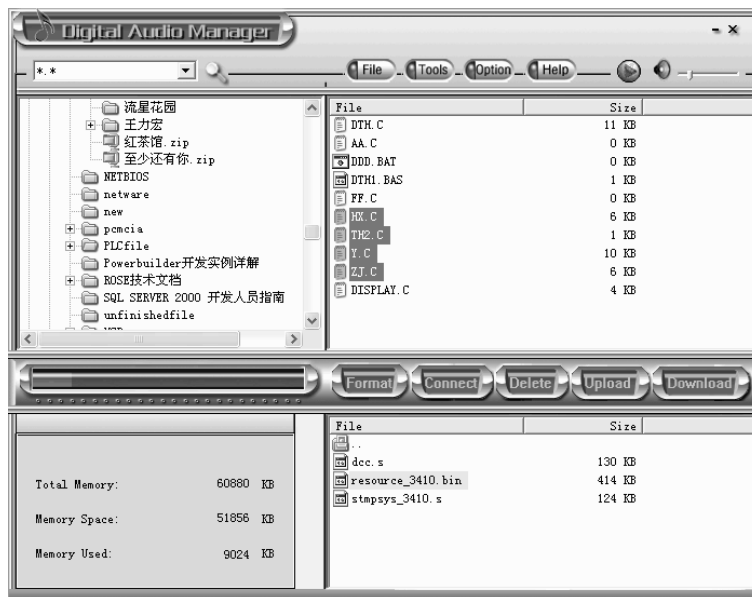 Digital Audio Manager
*.*
File Tools Option Help
流星花园
王力宏
红茶馆.zip
至少还有你.zip
NETBIOS
netware
new
pcmcia
PLCfile
Powerbuilder开发实例详解
ROSE技术文档
SQL SERVER 2000 开发人员指南
unfinishedfile
File Size
DTH.C 11 KB
AA.C 0 KB
DDD.BAT 0 KB
DTH1.BAS 1 KB
FF.C 0 KB
HX.C 6 KB
TH2.C 1 KB
Y.C 10 KB
ZJ.C 6 KB
DISPLAY.C 4 KB
Format Connect Delete Upload Download
Total Memory: 60880 KB
Memory Space: 51856 KB
Memory Used: 9024 KB
File Size
..
dcc.s 130 KB
resource_3410.bin 414 KB
stmpsys_3410.s 124 KB